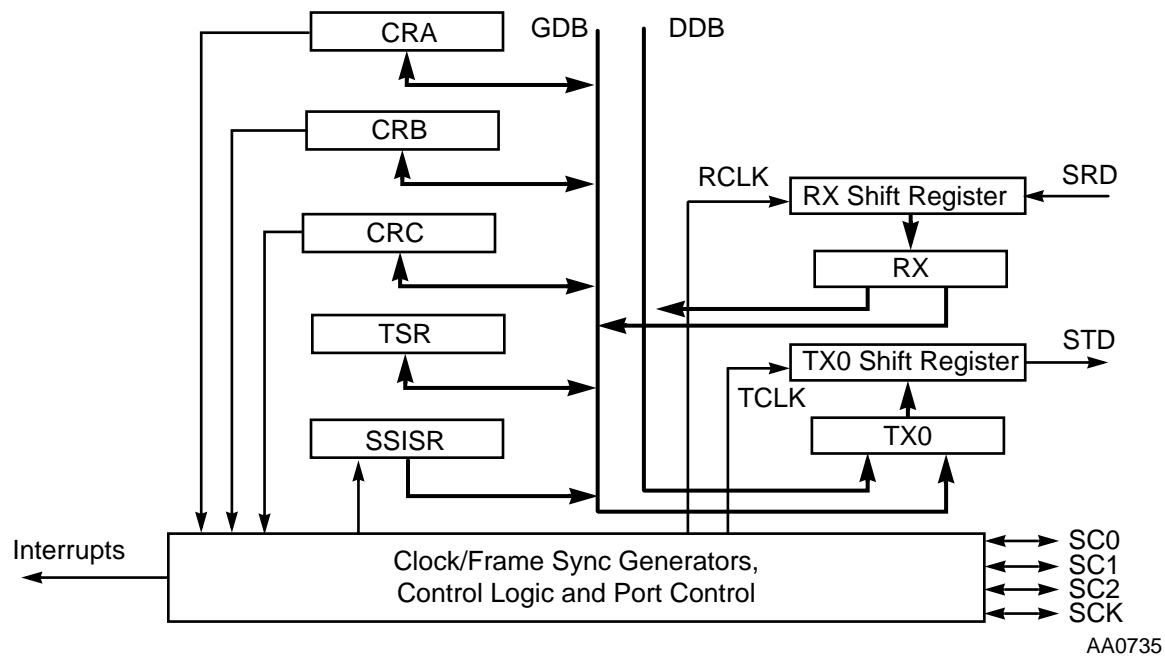 CRA
GDB
DDB
CRB
RCLK
RX Shift Register
SRD
CRC
RX
TSR
TX0 Shift Register
STD
TCLK
SSISR
TX0
Interrupts
Clock/Frame Sync Generators,
Control Logic and Port Control
SC0
SC1
SC2
SCK
AA0735